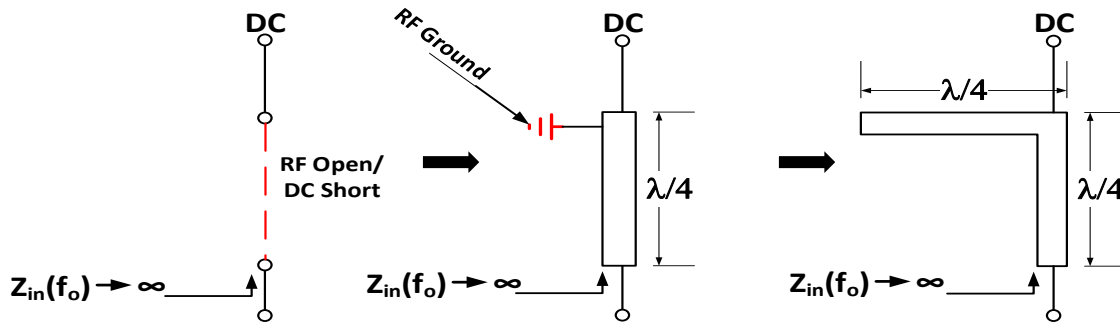 DC
RF Open/
DC Short
Zin(fo) → ∞
DC
RF Ground
λ/4
Zin(fo) → ∞
DC
λ/4
λ/4
Zin(fo) → ∞